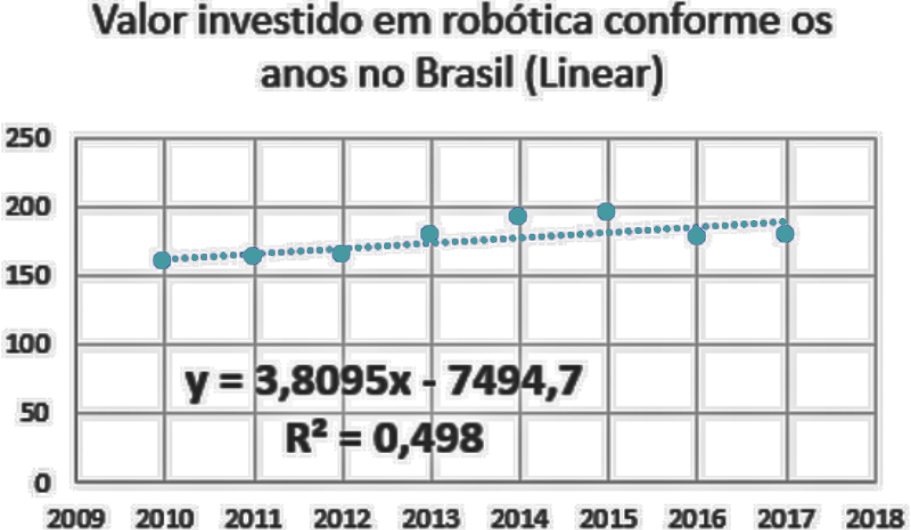 Valor investido em robótica conforme os
anos no Brasil (Linear)
250
200
150
100
50
0
y = 3,8095x - 7494,7
R² = 0,498
2009 2010 2011 2012 2013 2014 2015 2016 2017 2018